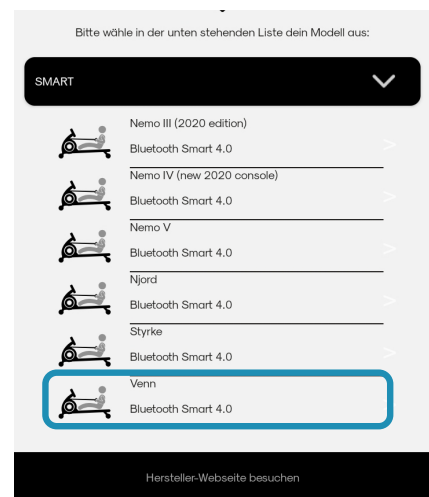 Bitte wähle in der unten stehenden Liste dein Modell aus:
SMART
Nemo III (2020 edition)
Bluetooth Smart 4.0
>
Nemo IV (new 2020 console)
Bluetooth Smart 4.0
>
Nemo V
Bluetooth Smart 4.0
>
Njord
Bluetooth Smart 4.0
>
Styrke
Bluetooth Smart 4.0
>
Venn
Bluetooth Smart 4.0
Hersteller-Webseite besuchen